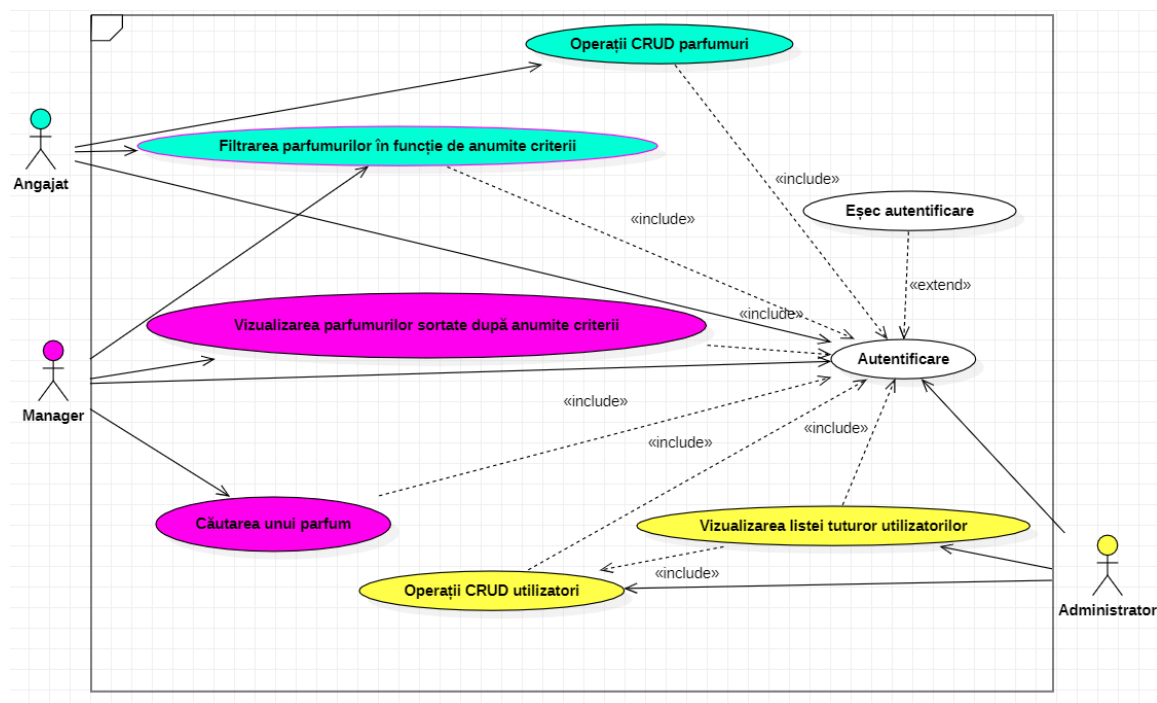 Operații CRUD parfumuri
Filtrarea parfumurilor în funcție de anumite criterii
Angajat
«include»
Eșec autentificare
«include»
«extend»
«include»
Vizualizarea parfumurilor sortate după anumite criterii
Autentificare
Manager
«include»
«include»
«include»
Căutarea unui parfum
Vizualizarea listei tuturor utilizatorilor
«include»
Operații CRUD utilizatori
Administrator